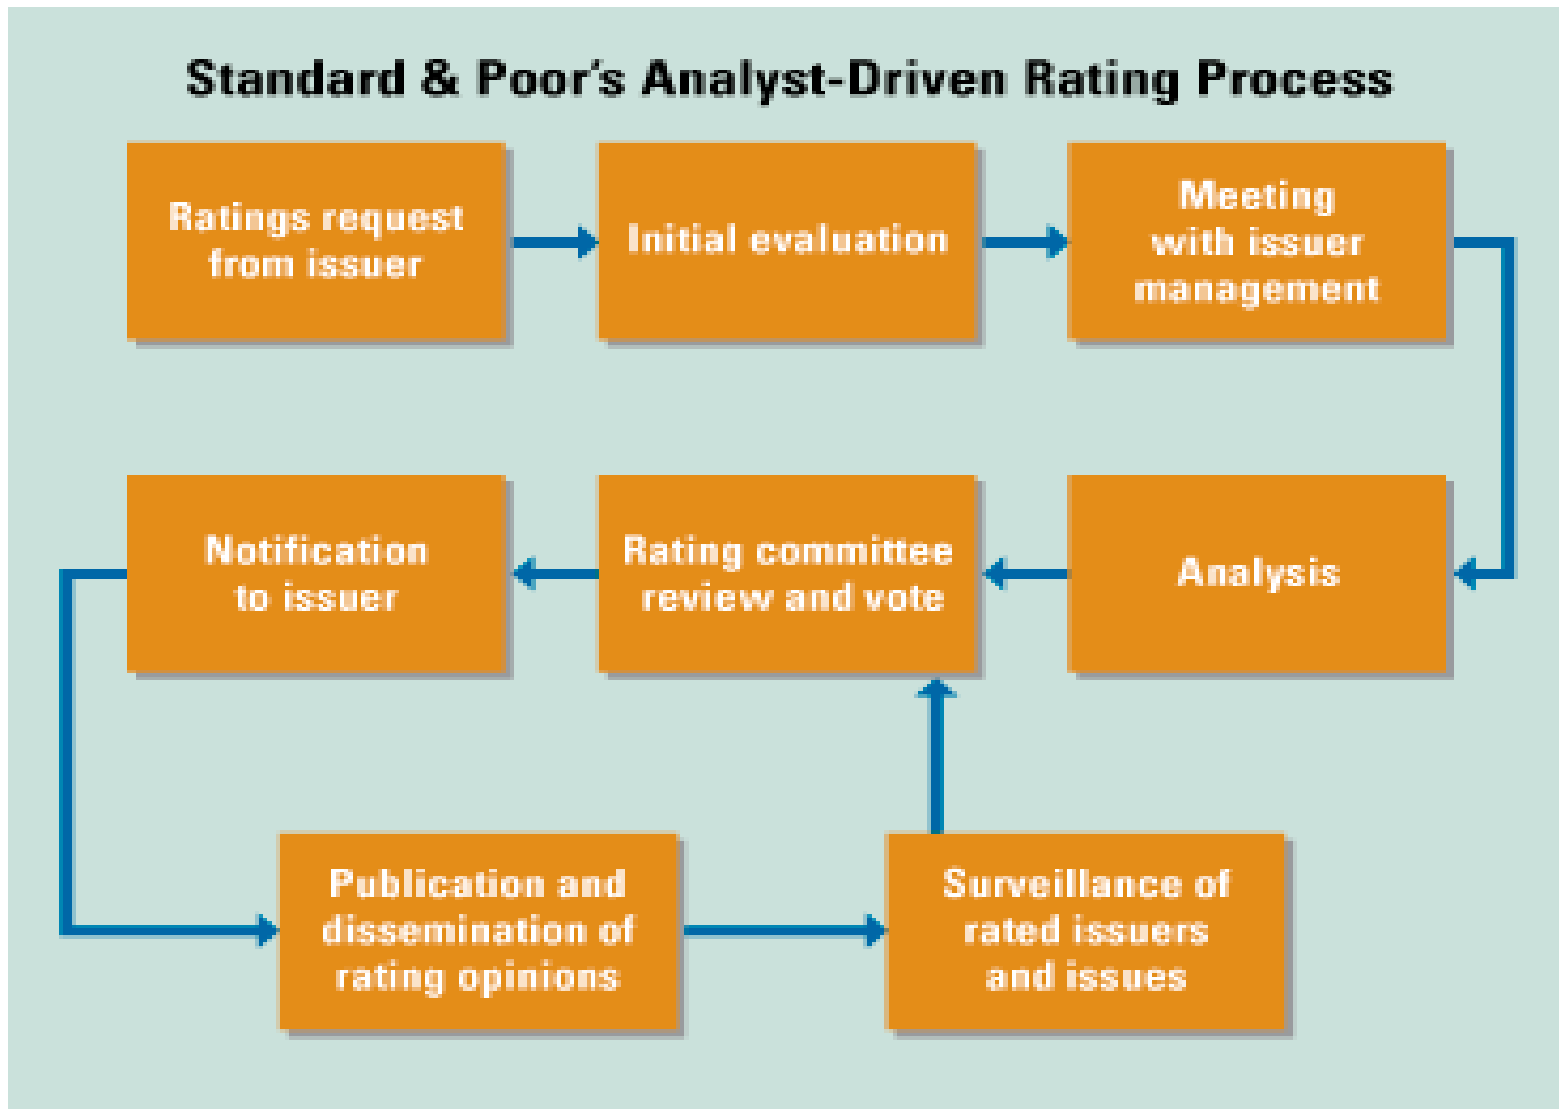 Standard & Poor's Analyst-Driven Rating Process
Ratings request
from issuer
Initial evaluation
Meeting
with issuer
management
Notification
to issuer
Rating committee
review and vote
Analysis
Publication and
dissemination of
rating opinions
Surveillance of
rated issuers
and issues